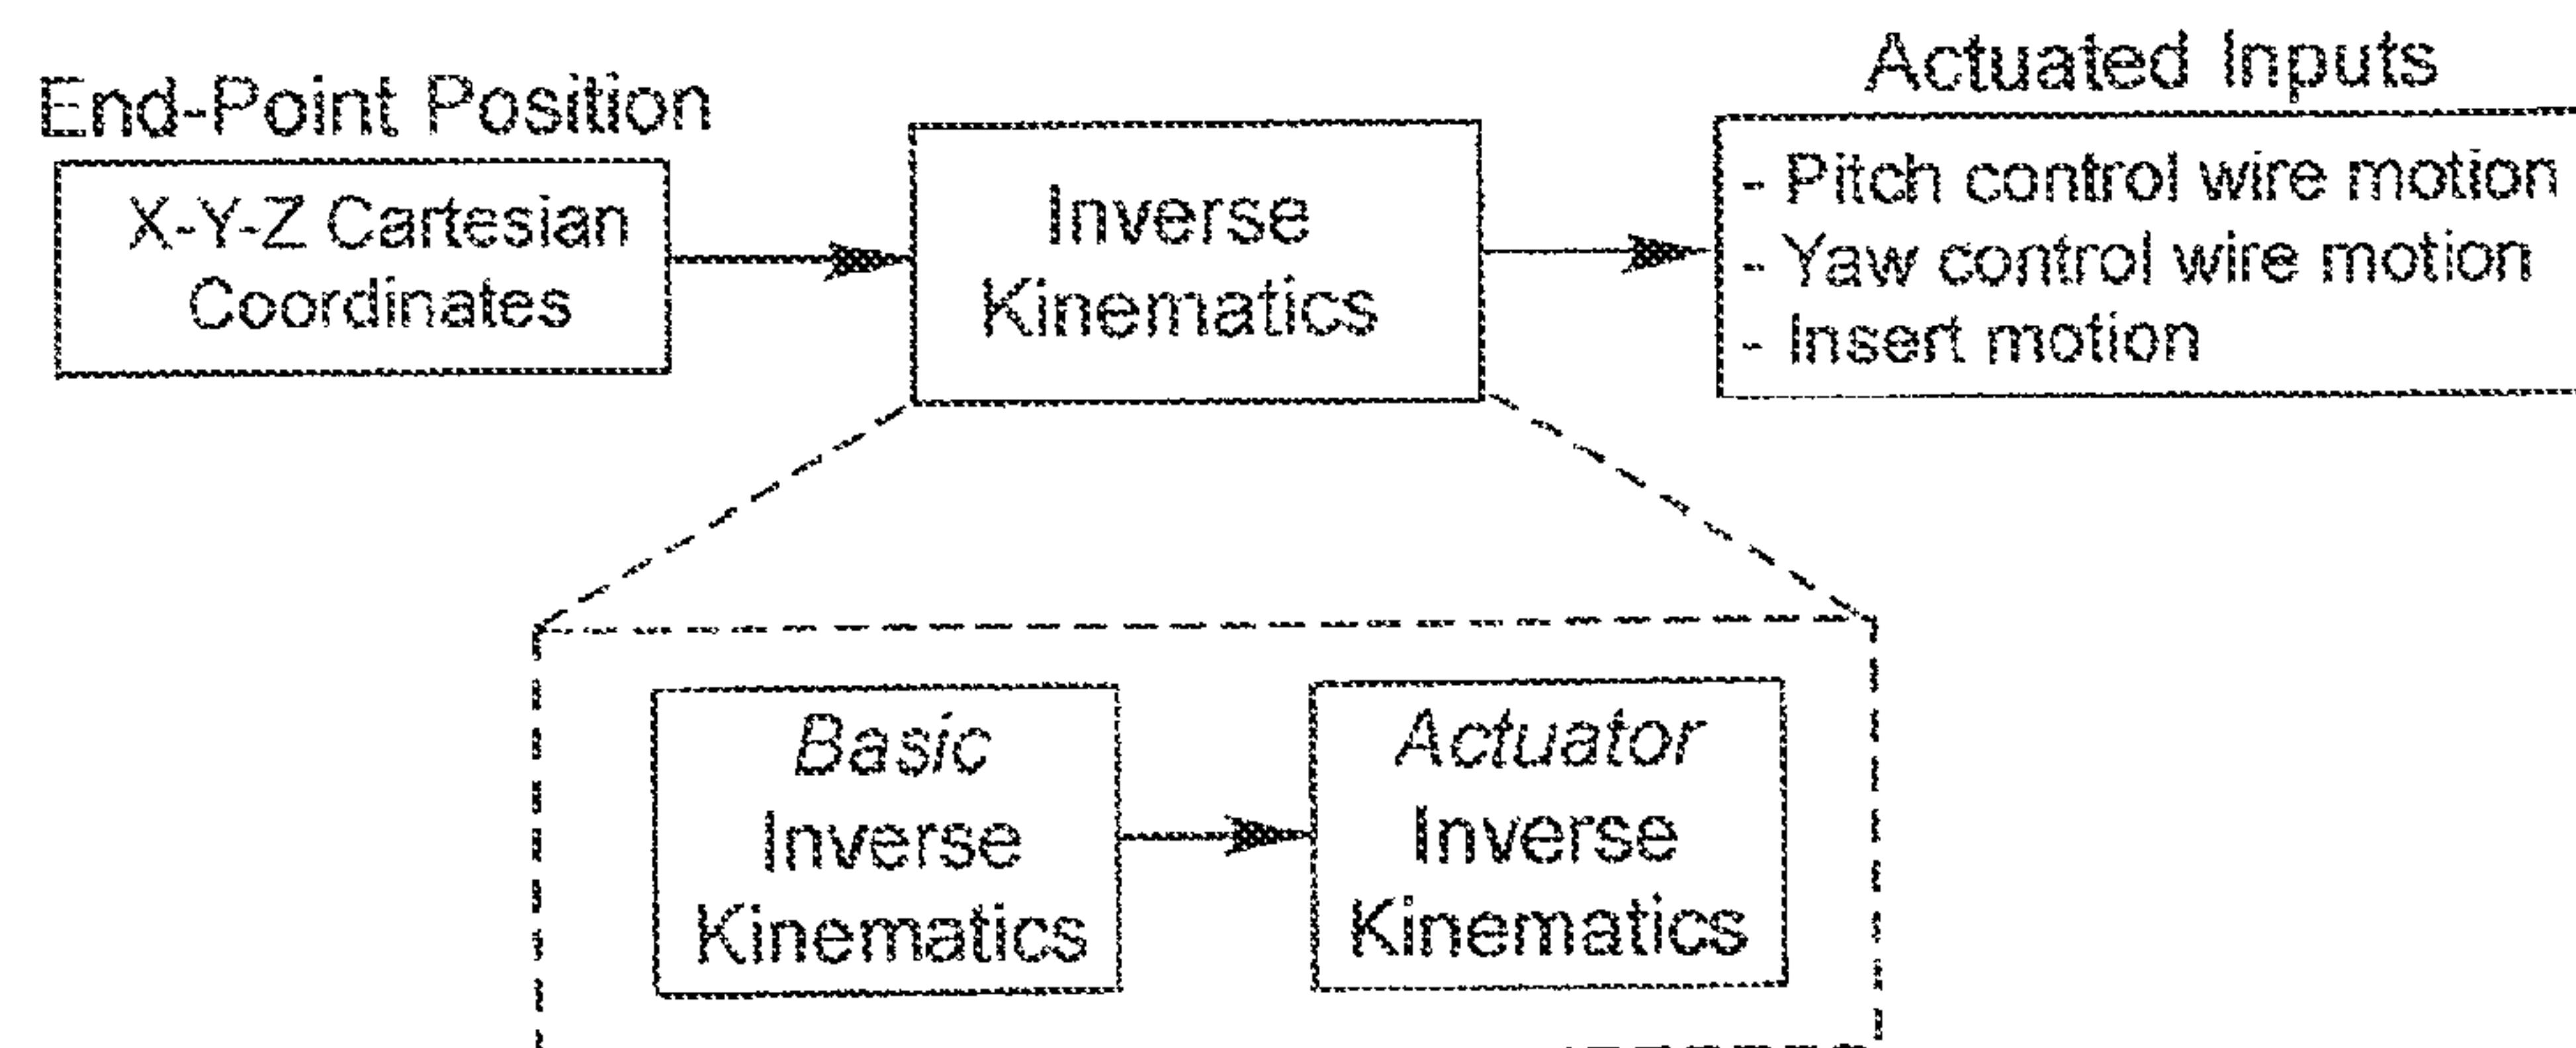 End-Point Position
X-Y-Z Cartesian
Coordinates
Inverse
Kinematics
Actuated Inputs
- Pitch control wire motion
- Yaw control wire motion
- Insert motion
Basic
Inverse
Kinematics
Actuator
Inverse
Kinematics